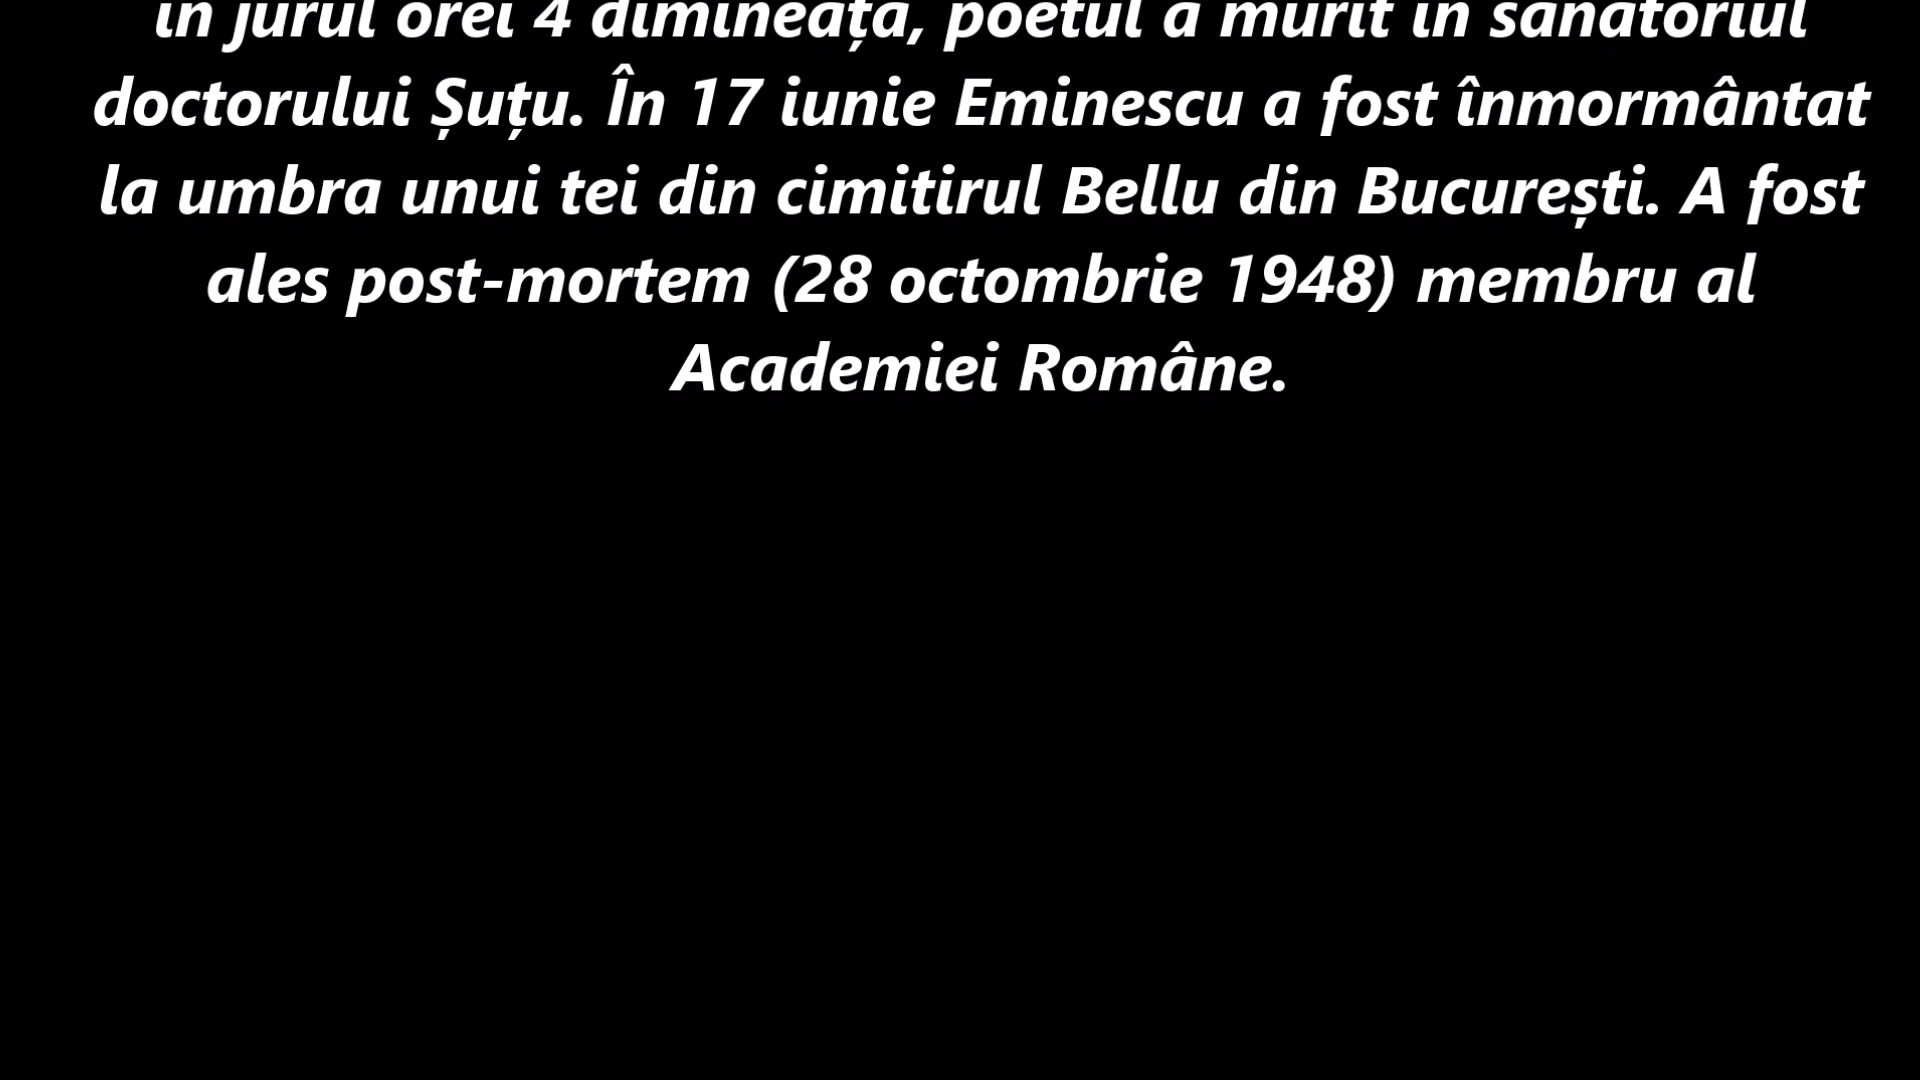 în jurul orei 4 dimineața, poetul a murit în sanatoriul
doctorului Șuțu. În 17 iunie Eminescu a fost înmormântat
la umbra unui tei din cimitirul Bellu din București. A fost
ales post-mortem (28 octombrie 1948) membru al
Academiei Române.